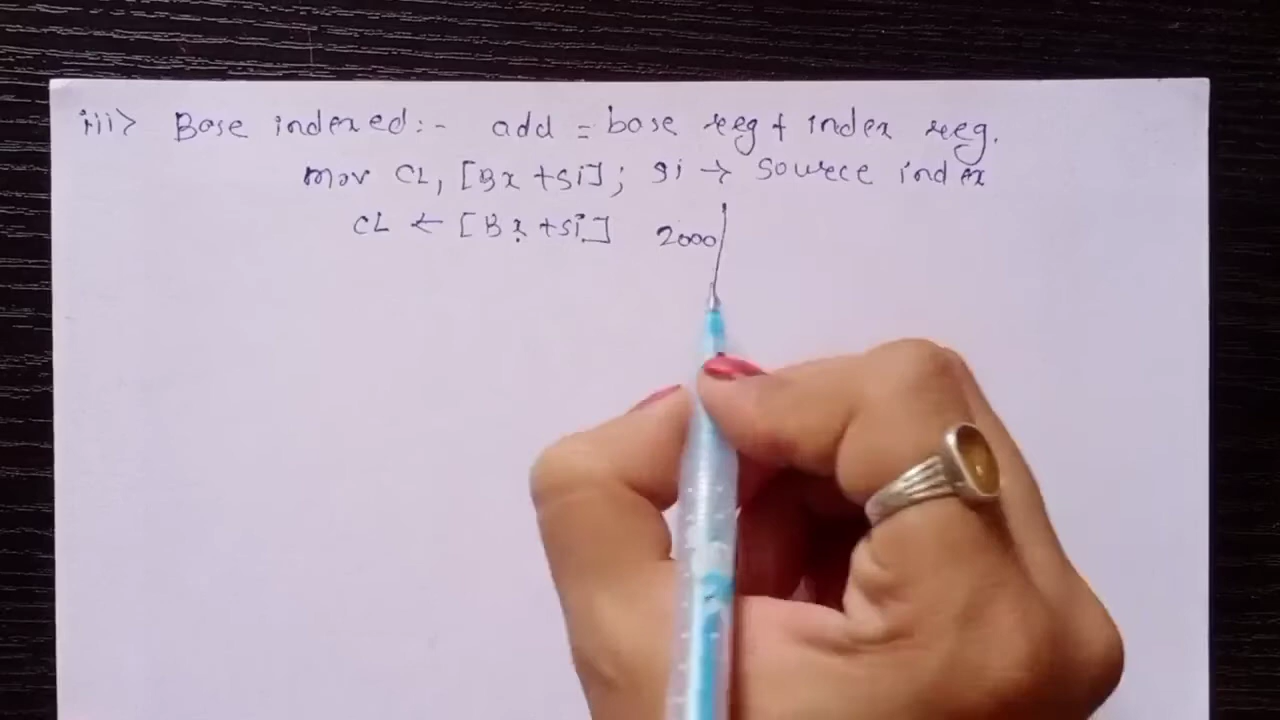 iii> Base indexed:- add = base reg + index reg.
mov CL, [Bx + Si]; Si → Source index
CL ← [Bx + Si] 2000